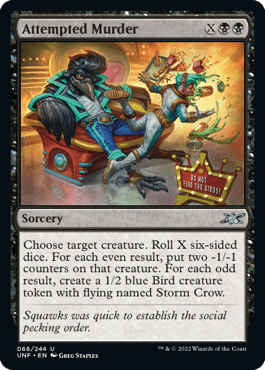 Attempted Murder X
DO NOT
FEED THE BIRDS!
Sorcery
Choose target creature. Roll X six-sided
dice. For each even result, put two -1/-1
counters on that creature. For each odd
result, create a 1/2 blue Bird creature
token with flying named Storm Crow.
Squawks was quick to establish the social
pecking order.
066/244 U
UNF • EN GREG STAPLES
™ & © 2022 Wizards of the Coast